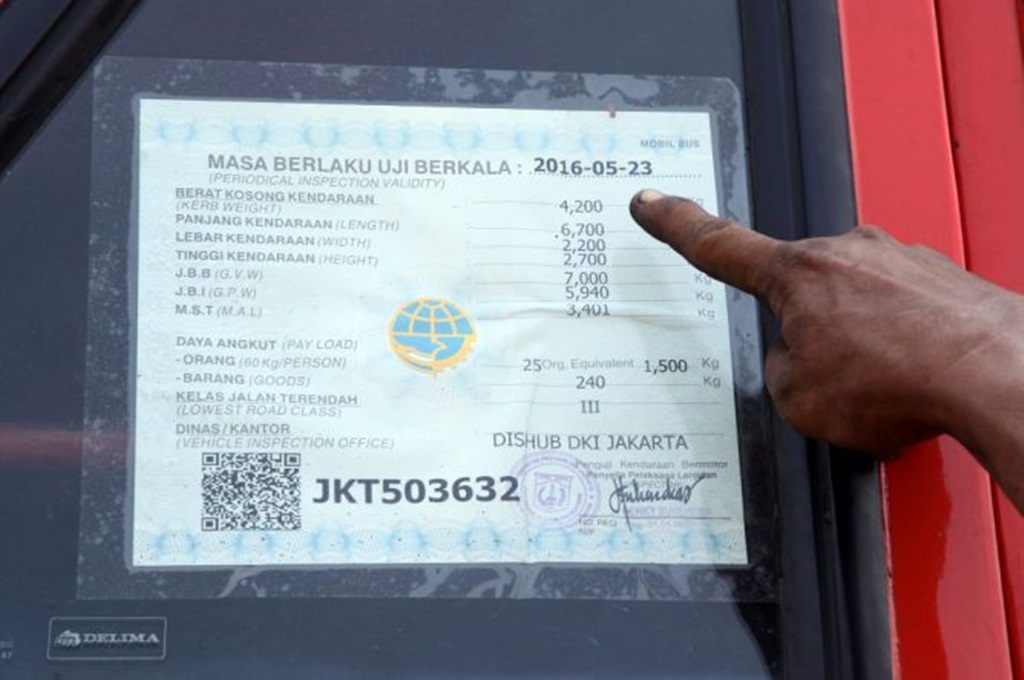 MOBIL BUS
MASA BERLAKU UJI BERKALA : 2016-05-23
(PERIODICAL INSPECTION VALIDITY)
BERAT KOSONG KENDARAAN
(KERB WEIGHT) 4,200
PANJANG KENDARAAN (LENGTH) 6,700
LEBAR KENDARAAN (WIDTH) 2,200
TINGGI KENDARAAN (HEIGHT) 2,700
J.B.B (G.V.W) 7,000 Kg
J.B.I (G.P.W) 5,940 Kg
M.S.T (M.A.L) 3,401 Kg
DAYA ANGKUT (PAY LOAD)
-ORANG (60 Kg/PERSON) 25 Org. Equivalent 1,500 Kg
-BARANG (GOODS) 240 Kg
KELAS JALAN TERENDAH
(LOWEST ROAD CLASS) III
DINAS / KANTOR
(VEHICLE INSPECTION OFFICE) DISHUB DKI JAKARTA
Penguji Kendaraan Bermotor
JKT503632
DELIMA